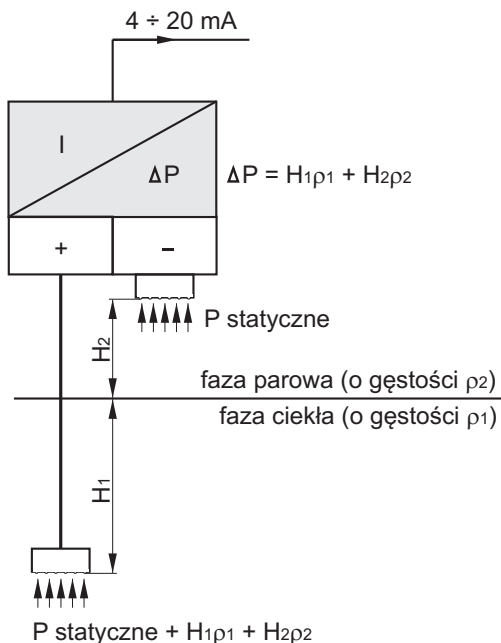 4 ÷ 20 mA
I
ΔP
ΔP = H1ρ1 + H2ρ2
+ –
P statyczne
H2
faza parowa (o gęstości ρ2)
faza ciekła (o gęstości ρ1)
H1
P statyczne + H1ρ1 + H2ρ2